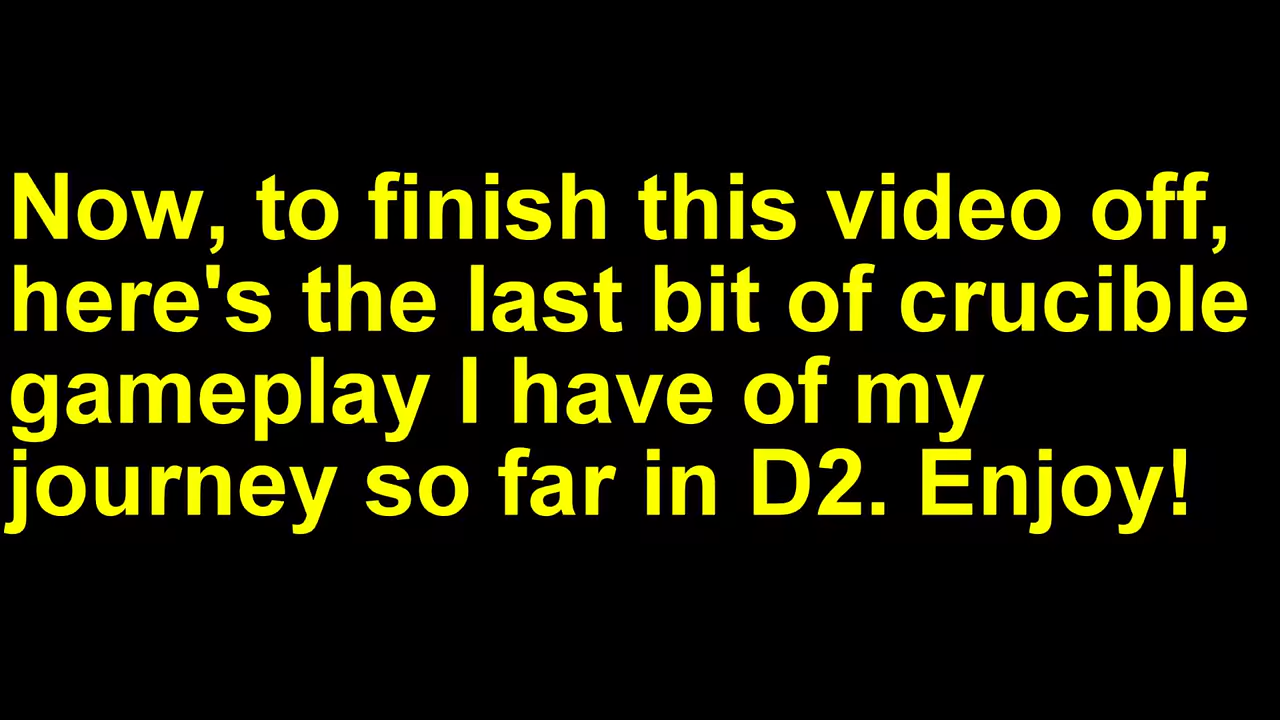 Now, to finish this video off,
here's the last bit of crucible
gameplay I have of my
journey so far in D2. Enjoy!